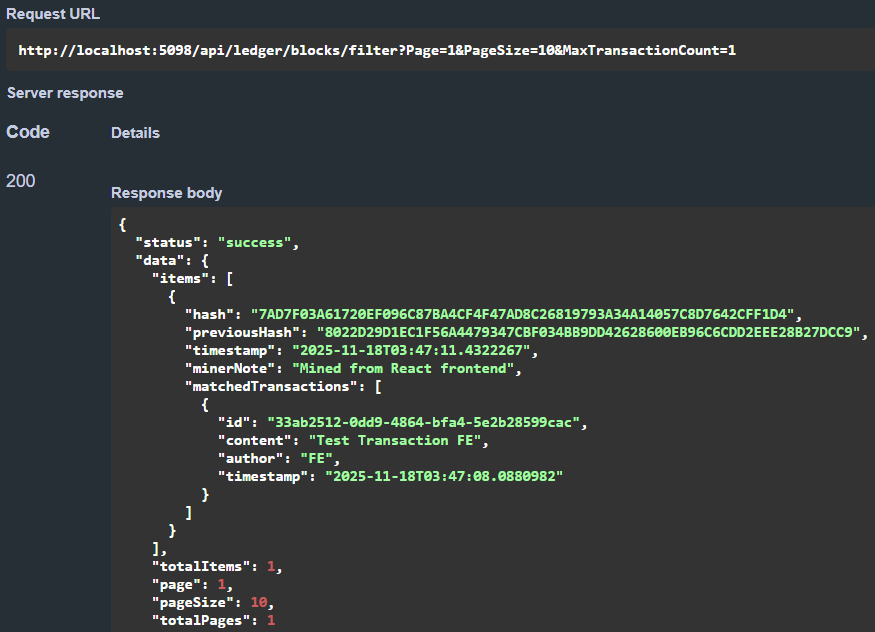 Request URL
http://localhost:5098/api/ledger/blocks/filter?Page=1&PageSize=10&MaxTransactionCount=1
Server response
Code Details
200
Response body
{
"status": "success",
"data": {
"items": [
{
"hash": "7AD7F03A61720EF096C87BA4CF4F47AD8C26819793A34A14057C8D7642CFF1D4",
"previousHash": "8022D29D1EC1F56A4479347CBF034BB9DD42628600EB96C6CDD2EEE28B27DCC9",
"timestamp": "2025-11-18T03:47:11.4322267",
"minerNote": "Mined from React frontend",
"matchedTransactions": [
{
"id": "33ab2512-0dd9-4864-bfa4-5e2b28599cac",
"content": "Test Transaction FE",
"author": "FE",
"timestamp": "2025-11-18T03:47:08.0880982"
}
]
}
],
"totalItems": 1,
"page": 1,
"pageSize": 10,
"totalPages": 1